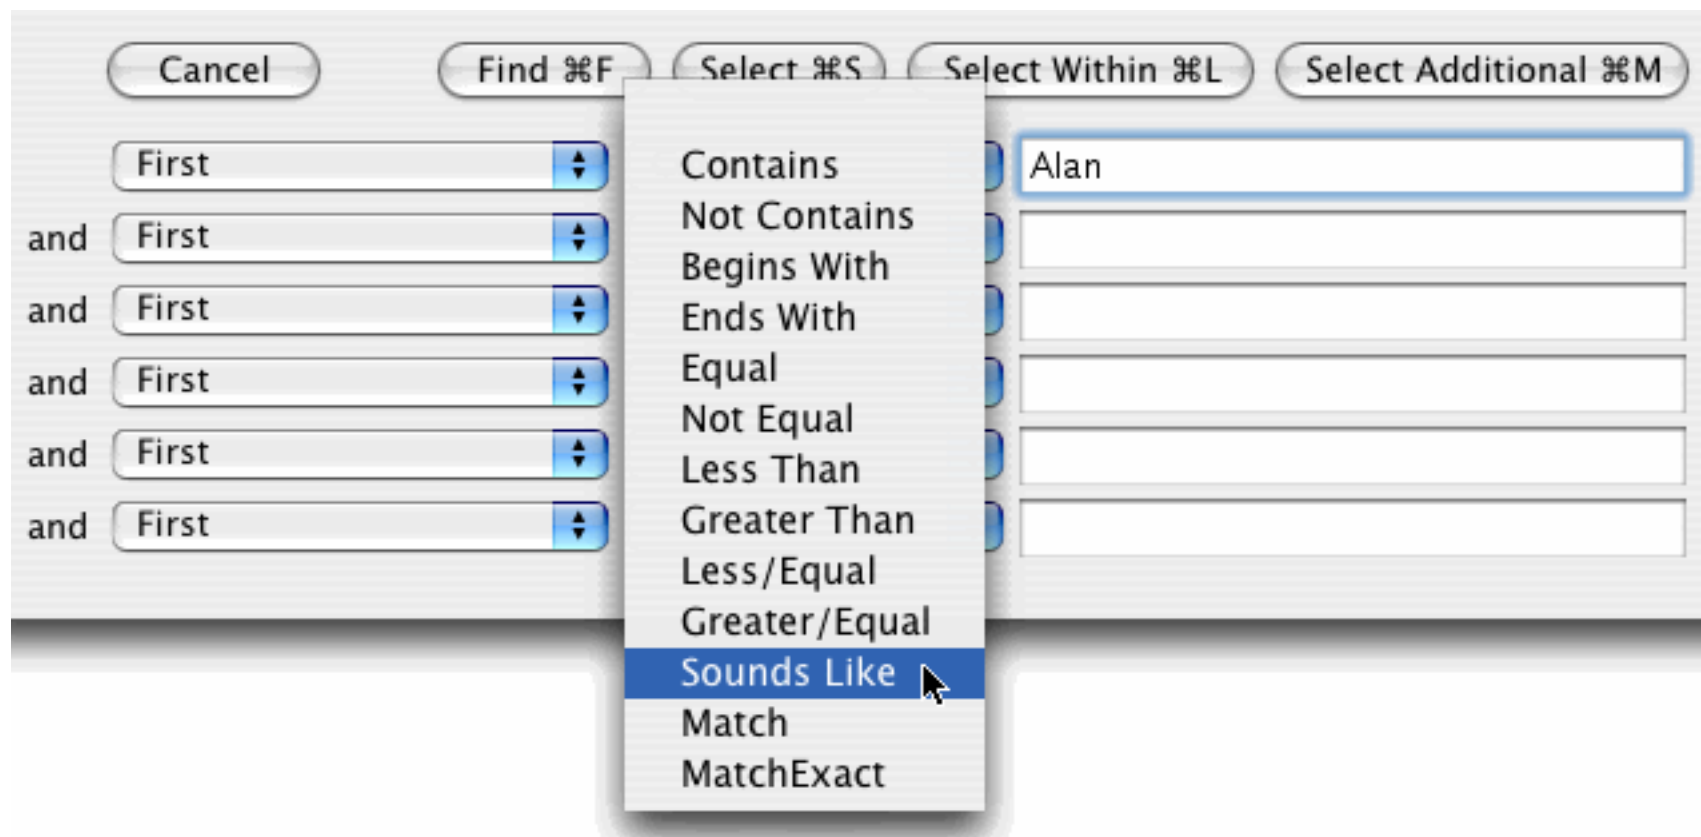 Cancel Find ⌘F Select ⌘S Select Within ⌘L Select Additional ⌘M
First Contains Alan
and First Not Contains
Begins With
and First Ends With
and First Equal
Not Equal
and First Less Than
and First Greater Than
Less/Equal
Greater/Equal
Sounds Like
Match
MatchExact